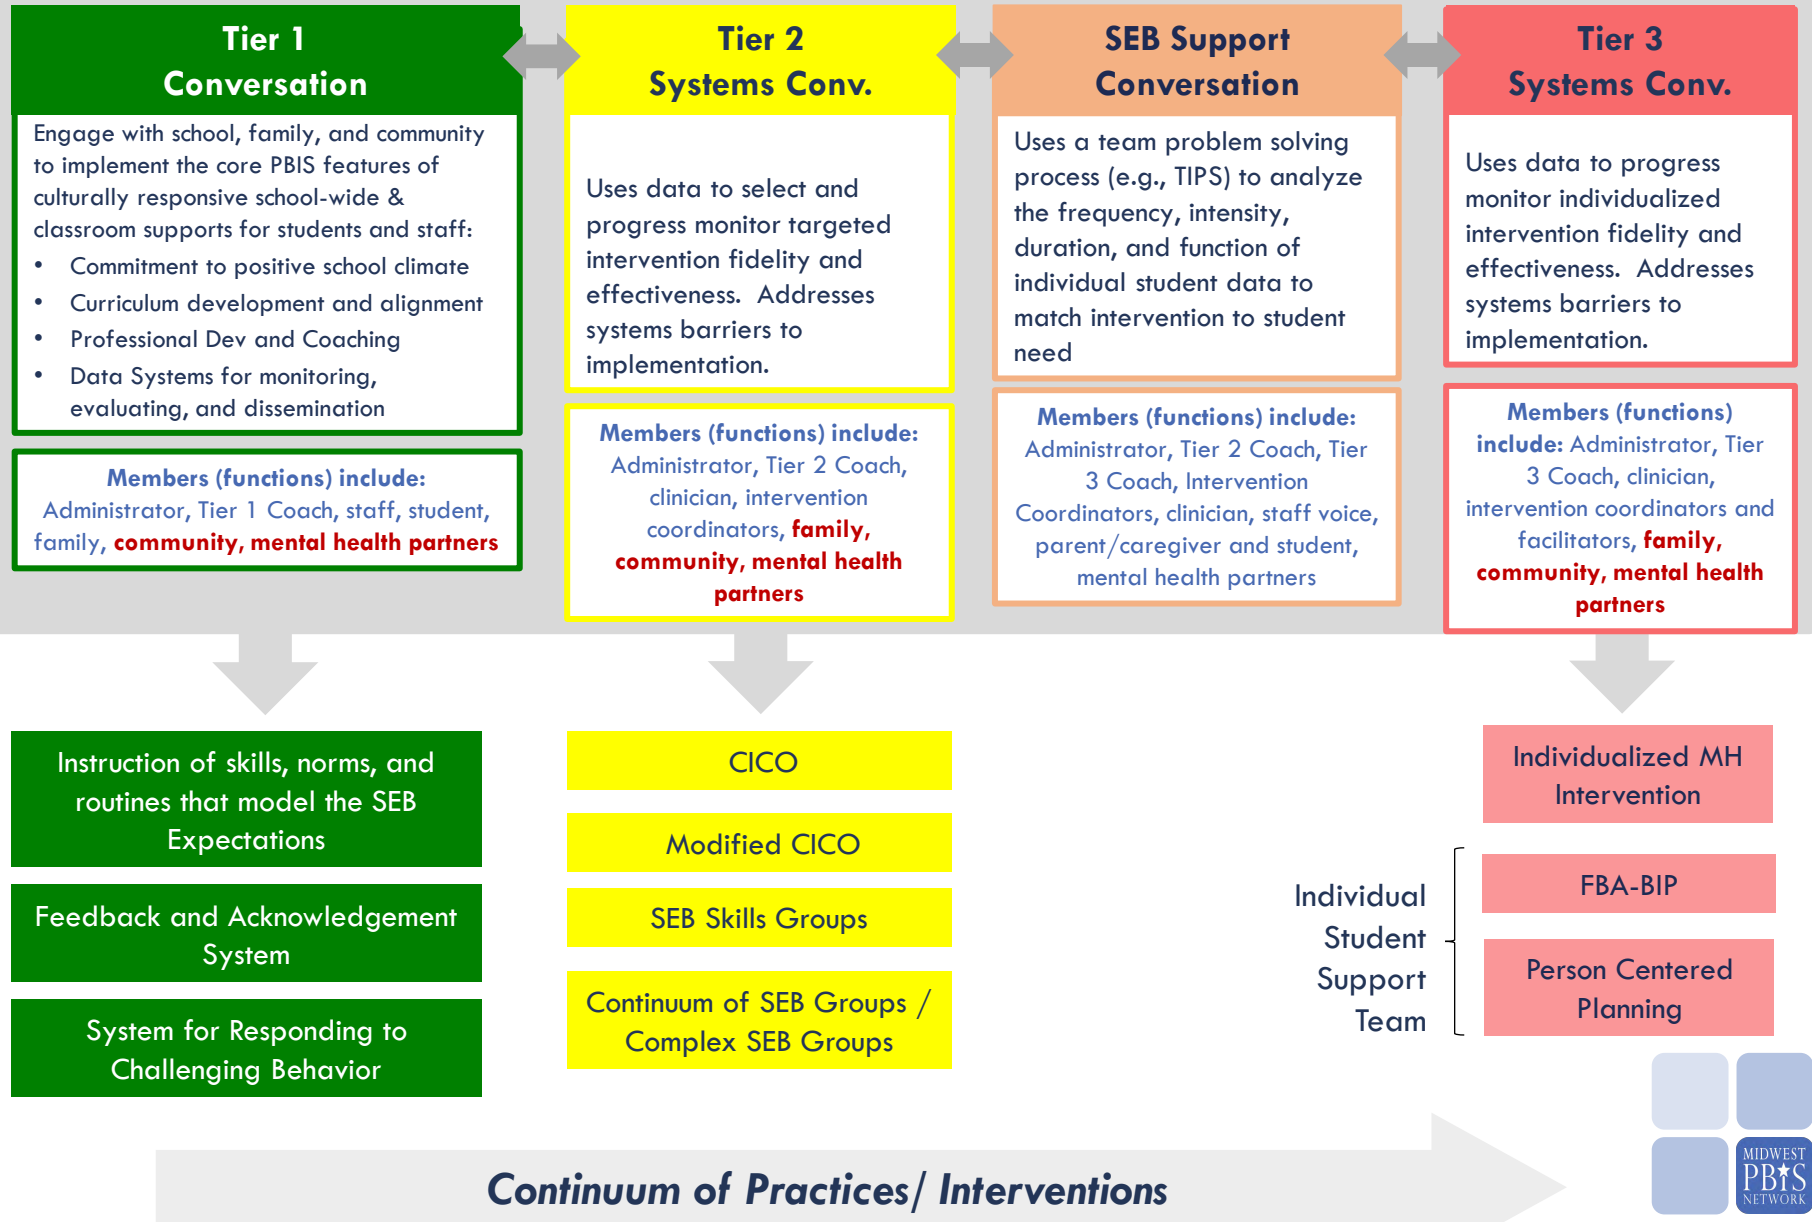 Tier 1
Conversation
Engage with school, family, and community
to implement the core PBIS features of
culturally responsive school-wide &
classroom supports for students and staff:
• Commitment to positive school climate
• Curriculum development and alignment
• Professional Dev and Coaching
• Data Systems for monitoring,
evaluating, and dissemination
Members (functions) include:
Administrator, Tier 1 Coach, staff, student,
family, community, mental health partners
Tier 2
Systems Conv.
Uses data to select and
progress monitor targeted
intervention fidelity and
effectiveness.  Addresses
systems barriers to
implementation.
Members (functions) include:
Administrator, Tier 2 Coach,
clinician, intervention
coordinators, family,
community, mental health
partners
SEB Support
Conversation
Uses a team problem solving
process (e.g., TIPS) to analyze
the frequency, intensity,
duration, and function of
individual student data to
match intervention to student
need
Members (functions) include:
Administrator, Tier 2 Coach, Tier
3 Coach, Intervention
Coordinators, clinician, staff voice,
parent/caregiver and student,
mental health partners
Tier 3
Systems Conv.
Uses data to progress
monitor individualized
intervention fidelity and
effectiveness.  Addresses
systems barriers to
implementation.
Members (functions)
include: Administrator, Tier
3 Coach, clinician,
intervention coordinators and
facilitators, family,
community, mental health
partners
Instruction of skills, norms, and
routines that model the SEB
Expectations
Feedback and Acknowledgement
System
System for Responding to
Challenging Behavior
CICO
Modified CICO
SEB Skills Groups
Continuum of SEB Groups /
Complex SEB Groups
Individual
Student
Support
Team
Individualized MH
Intervention
FBA-BIP
Person Centered
Planning
Continuum of Practices/ Interventions
MIDWEST
PBIS
NETWORK